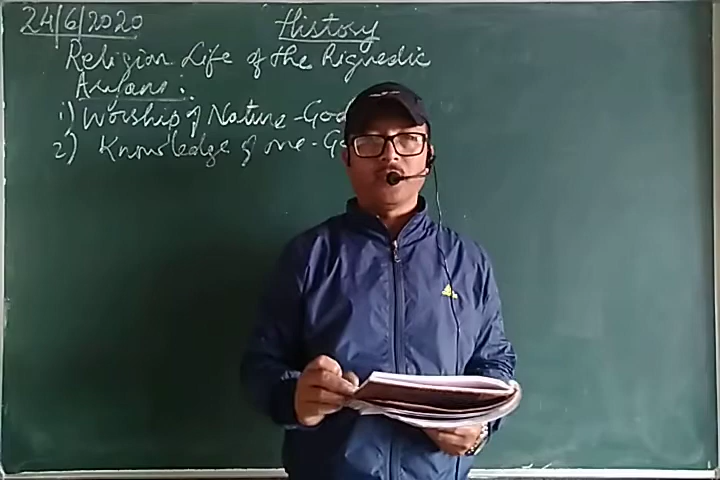 24/6/2020 History
Religion Life of the Rigvedic
Aryans :
1) Worship of Nature - God
2) Knowledge of one - Go